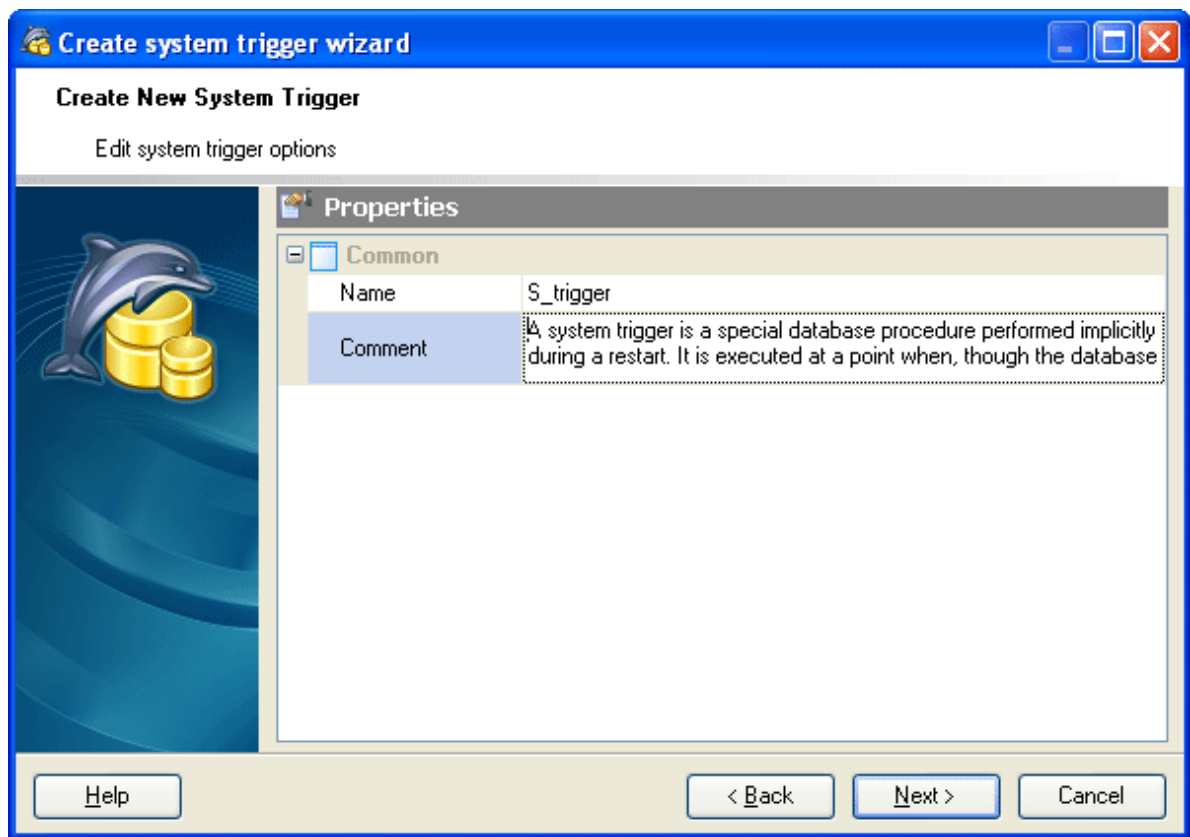 Create system trigger wizard
Create New System Trigger
Edit system trigger options
Properties
Common
Name S_trigger
Comment A system trigger is a special database procedure performed implicitly
during a restart. It is executed at a point when, though the database
Help < Back Next > Cancel